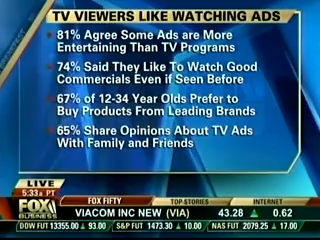 TV VIEWERS LIKE WATCHING ADS
81% Agree Some Ads are More
Entertaining Than TV Programs
74% Said They Like To Watch Good
Commercials Even if Seen Before
67% of 12-34 Year Olds Prefer to
Buy Products From Leading Brands
65% Share Opinions About TV Ads
With Family and Friends
LIVE
5:33a PT
FOX
BUSINESS
FOX FIFTY TOP STORIES INTERNET
VIACOM INC NEW (VIA) 43.28 ▲ 0.62
DOW FUT 13355.00 ▲ 93.00 S&P FUT 1473.30 ▲ 14.40 NAS FUT 2079.25 ▲ 17.00